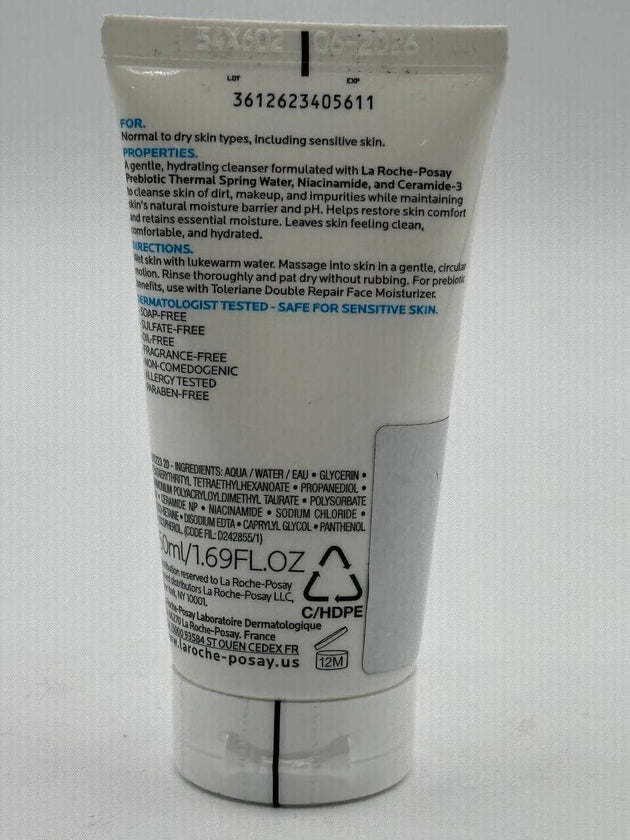 54X602 06-2026
LOT EXP
3612623405611
FOR.
Normal to dry skin types, including sensitive skin.
PROPERTIES.
A gentle, hydrating cleanser formulated with La Roche-Posay
Prebiotic Thermal Spring Water, Niacinamide, and Ceramide-3
to cleanse skin of dirt, makeup, and impurities while maintaining
skin's natural moisture barrier and pH. Helps restore skin comfort
and retains essential moisture. Leaves skin feeling clean,
comfortable, and hydrated.
DIRECTIONS.
Wet skin with lukewarm water. Massage into skin in a gentle, circular
motion. Rinse thoroughly and pat dry without rubbing. For prebiotic
benefits, use with Toleriane Double Repair Face Moisturizer.
DERMATOLOGIST TESTED - SAFE FOR SENSITIVE SKIN.
SOAP-FREE
SULFATE-FREE
OIL-FREE
FRAGRANCE-FREE
NON-COMEDOGENIC
ALLERGY TESTED
PARABEN-FREE
20 - INGREDIENTS: AQUA / WATER / EAU • GLYCERIN •
TETRAETHYLHEXANOATE • PROPANEDIOL •
POLYACRYLOYLDIMETHYL TAURATE • POLYSORBATE
• CERAMIDE NP • NIACINAMIDE • SODIUM CHLORIDE •
• DISODIUM EDTA • CAPRYLYL GLYCOL • PANTHENOL
(CODE FIL: D242855/1)
50ml/1.69FL.OZ
reserved to La Roche-Posay
distributors La Roche-Posay LLC,
NY 10001.
C/HDPE
Laboratoire Dermatologique
La Roche-Posay. France
93584 ST OUEN CEDEX FR
www.laroche-posay.us
12M